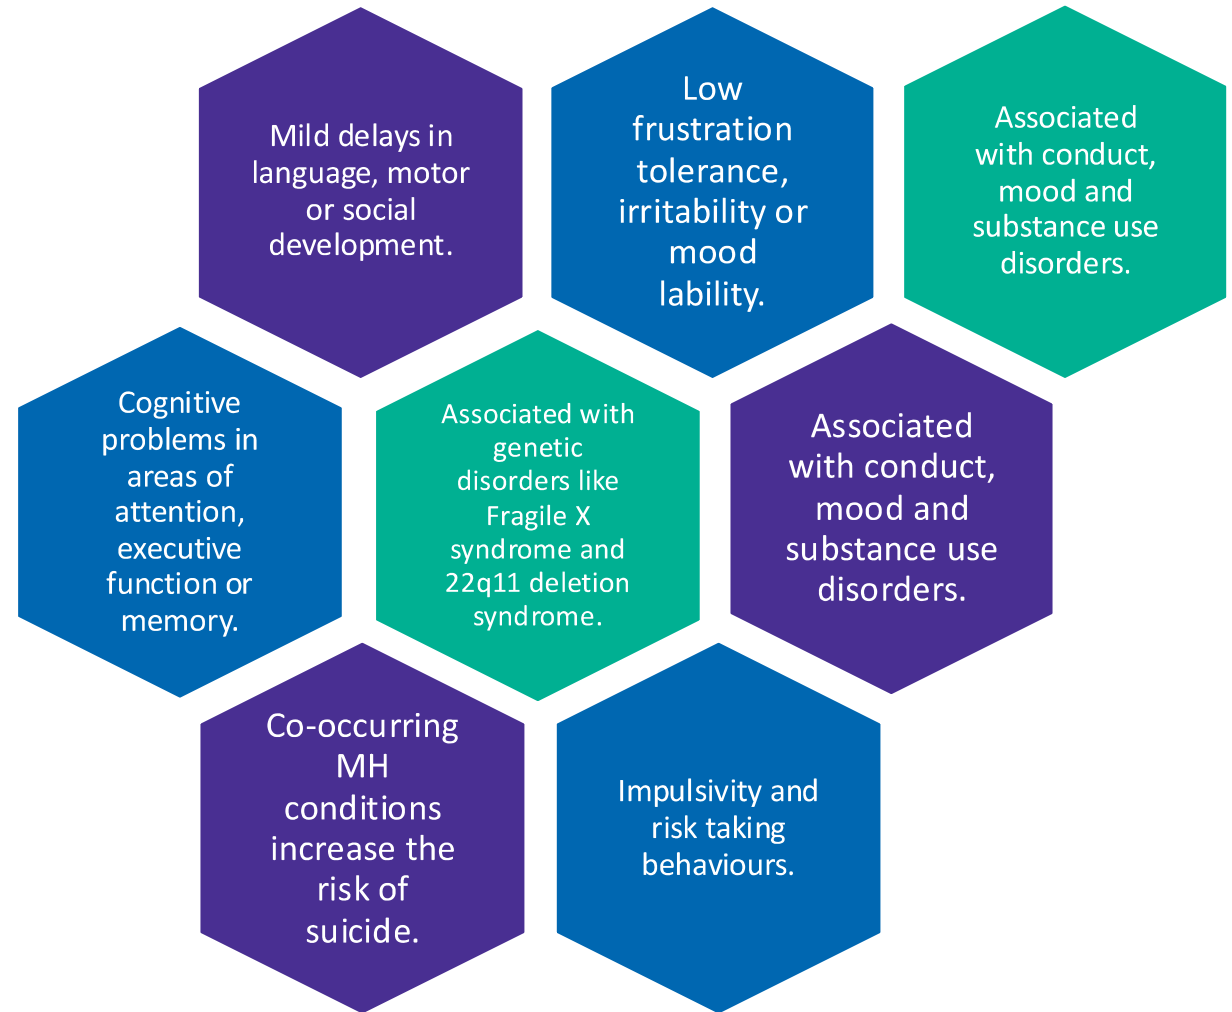 Mild delays in
language, motor
or social
development.
Low
frustration
tolerance,
irritability or
mood
lability.
Associated
with conduct,
mood and
substance use
disorders.
Cognitive
problems in
areas of
attention,
executive
function or
memory.
Associated with
genetic
disorders like
Fragile X
syndrome and
22q11 deletion
syndrome.
Associated
with conduct,
mood and
substance use
disorders.
Co-occurring
MH
conditions
increase the
risk of
suicide.
Impulsivity and
risk taking
behaviours.